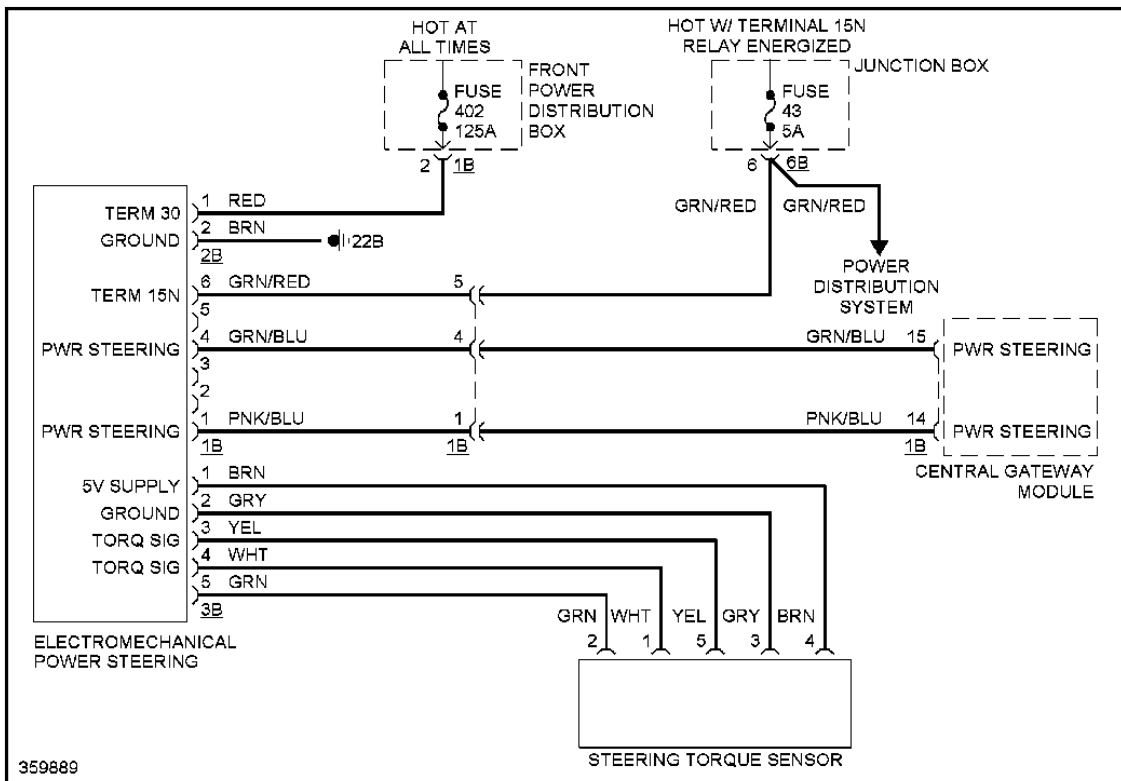 HOT AT
ALL TIMES
HOT W/ TERMINAL 15N
RELAY ENERGIZED
FUSE
402
125A
FRONT
POWER
DISTRIBUTION
BOX
FUSE
43
5A
JUNCTION BOX
2 1B
6 6B
GRN/RED GRN/RED
POWER
DISTRIBUTION
SYSTEM
TERM 30 1 RED
GROUND 2 BRN 22B
2B
TERM 15N 6 GRN/RED 5
5
PWR STEERING 4 GRN/BLU 4 GRN/BLU 15 PWR STEERING
3
2
PWR STEERING 1 PNK/BLU 1 PNK/BLU 14 PWR STEERING
1B 1B 1B
CENTRAL GATEWAY
MODULE
5V SUPPLY 1 BRN
GROUND 2 GRY
TORQ SIG 3 YEL
TORQ SIG 4 WHT
5 GRN
3B
ELECTROMECHANICAL
POWER STEERING
GRN WHT YEL GRY BRN
2 1 5 3 4
STEERING TORQUE SENSOR
359889